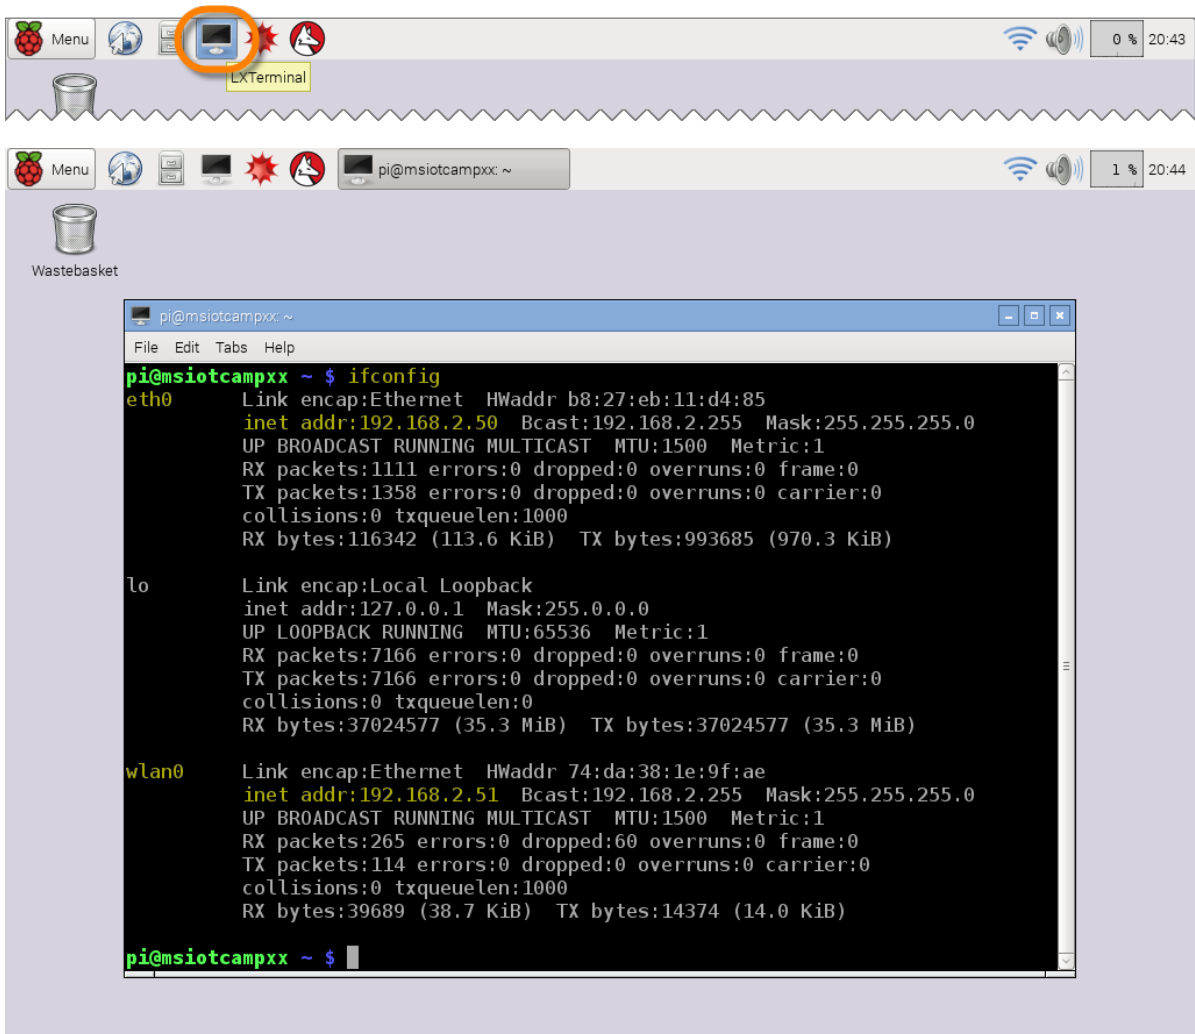 Menu
0 % 20:43
LXTerminal
Menu pi@msiotcampxx: ~ 1 % 20:44
Wastebasket
pi@msiotcampxx: ~
File Edit Tabs Help
pi@msiotcampxx ~ $ ifconfig
eth0 Link encap:Ethernet HWaddr b8:27:eb:11:d4:85
inet addr:192.168.2.50 Bcast:192.168.2.255 Mask:255.255.255.0
UP BROADCAST RUNNING MULTICAST MTU:1500 Metric:1
RX packets:1111 errors:0 dropped:0 overruns:0 frame:0
TX packets:1358 errors:0 dropped:0 overruns:0 carrier:0
collisions:0 txqueuelen:1000
RX bytes:116342 (113.6 KiB) TX bytes:993685 (970.3 KiB)
lo Link encap:Local Loopback
inet addr:127.0.0.1 Mask:255.0.0.0
UP LOOPBACK RUNNING MTU:65536 Metric:1
RX packets:7166 errors:0 dropped:0 overruns:0 frame:0
TX packets:7166 errors:0 dropped:0 overruns:0 carrier:0
collisions:0 txqueuelen:0
RX bytes:37024577 (35.3 MiB) TX bytes:37024577 (35.3 MiB)
wlan0 Link encap:Ethernet HWaddr 74:da:38:1e:9f:ae
inet addr:192.168.2.51 Bcast:192.168.2.255 Mask:255.255.255.0
UP BROADCAST RUNNING MULTICAST MTU:1500 Metric:1
RX packets:265 errors:0 dropped:60 overruns:0 frame:0
TX packets:114 errors:0 dropped:0 overruns:0 carrier:0
collisions:0 txqueuelen:1000
RX bytes:39689 (38.7 KiB) TX bytes:14374 (14.0 KiB)
pi@msiotcampxx ~ $